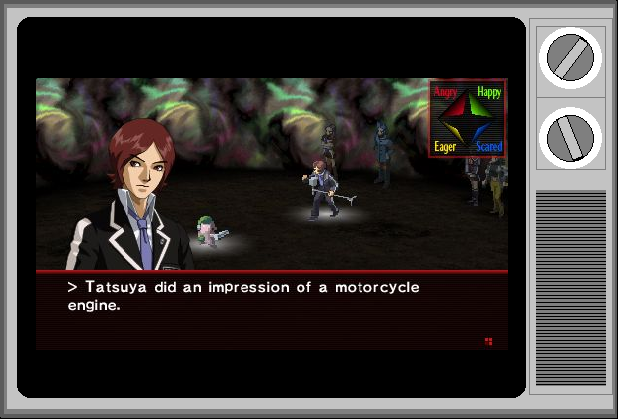 Angry Happy
Eager Scared
> Tatsuya did an impression of a motorcycle
engine.